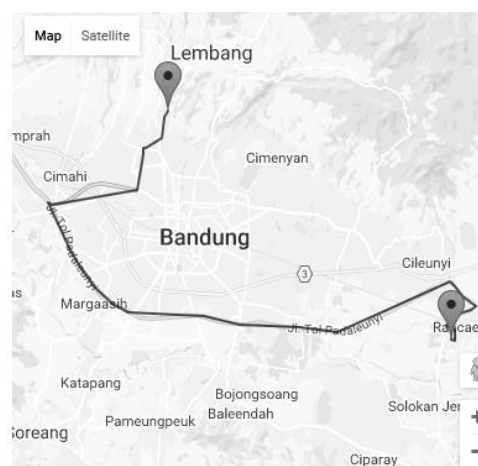 Map Satellite
Lembang
mprah
Cimenyan
Cimahi
Bandung
Jl. Tol Padaleunyi
Cileunyi
3
Margaasih
Jl. Tol Padaleunyi
Rancae
Katapang
Bojongsoang
Solokan Jer
Pameungpeuk
Baleendah
Soreang
Ciparay